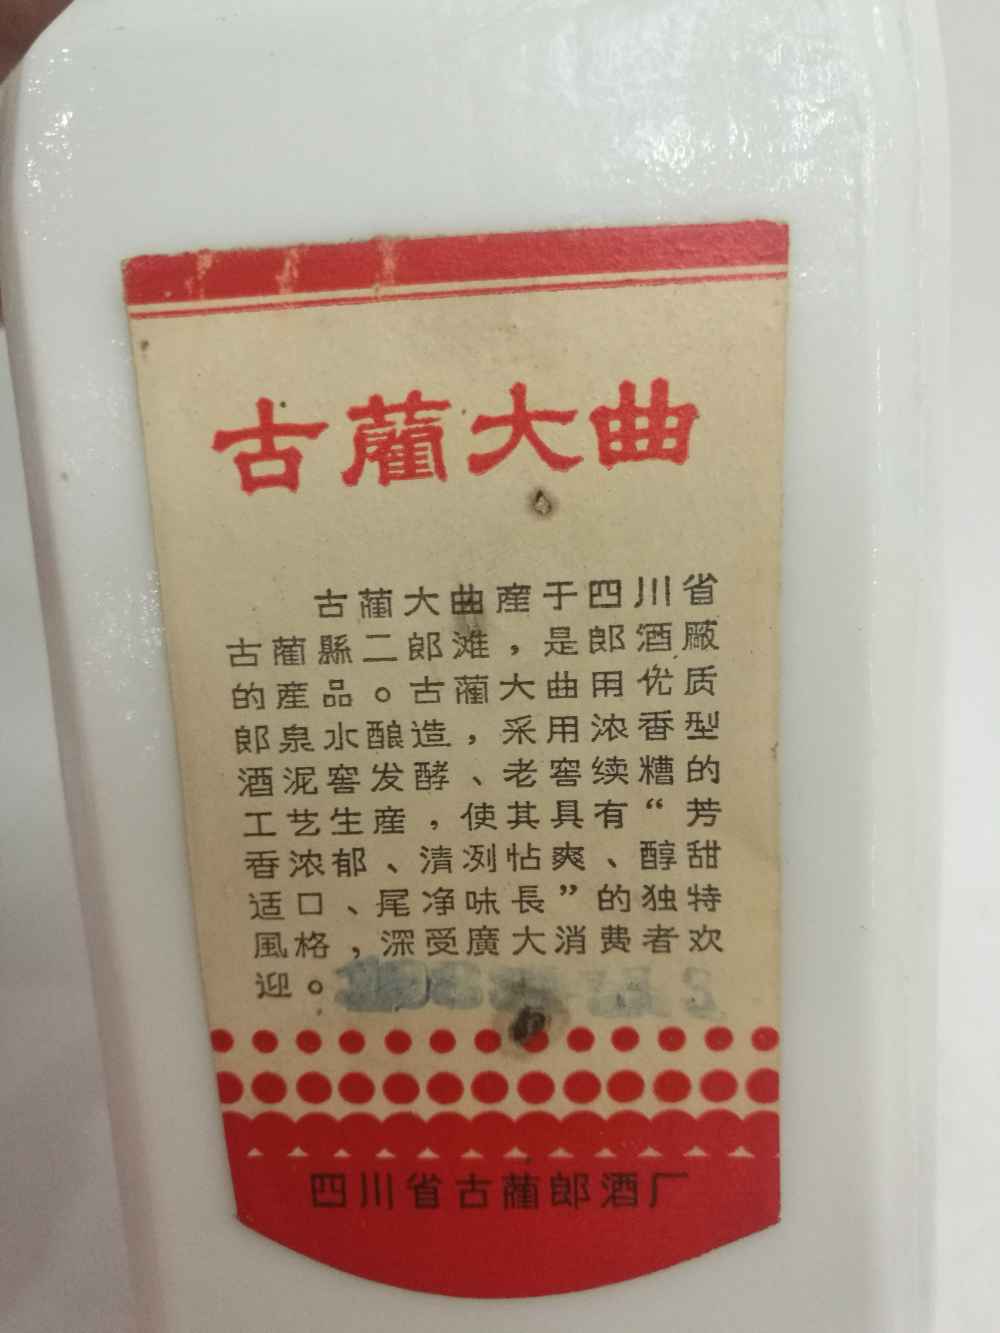 古藺大曲
古藺大曲産于四川省
古藺縣二郎滩，是郎酒厰
的産品。古藺大曲用优质
郎泉水酿造，采用浓香型
酒泥窖发酵、老窖续糟的
工艺生産，使其具有“芳
香浓郁、清冽怗爽、醇甜
适口、尾净味長”的独特
風格，深受廣大消费者欢
迎。
四川省古藺郎酒厂